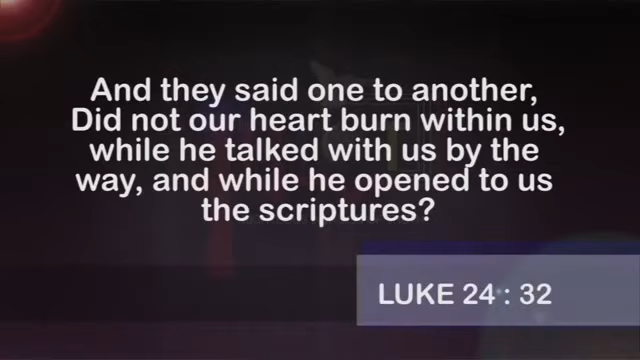 And they said one to another,
Did not our heart burn within us,
while he talked with us by the
way, and while he opened to us
the scriptures?
LUKE 24 : 32